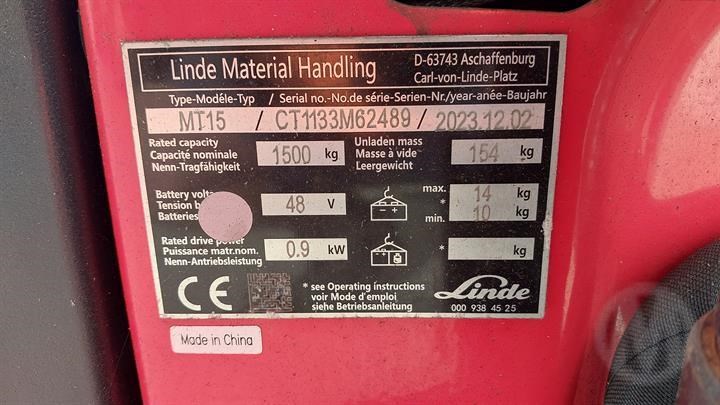 Linde Material Handling
D-63743 Aschaffenburg
Carl-von-Linde-Platz
Type-Modéle-Typ / Serial no.-No.de série-Serien-Nr./year-anée-Baujahr
MT15 / CT1133M62489 / 2023.12.02
Rated capacity
Capacité nominale
Nenn-Tragfähigkeit
1500 kg
Unladen mass
Masse à vide
Leergewicht
154 kg
Battery
Tension
Batteries
48 V
- +
max. 14 kg
*
min. 10 kg
Rated drive power
Puissance matr.nom.
Nenn-Antriebsleistung
0.9 kW
* kg
CE
* see Operating instructions
voir Mode d'emploi
siehe Betriebsanleitung
Linde
000 938 45 25
Made in China